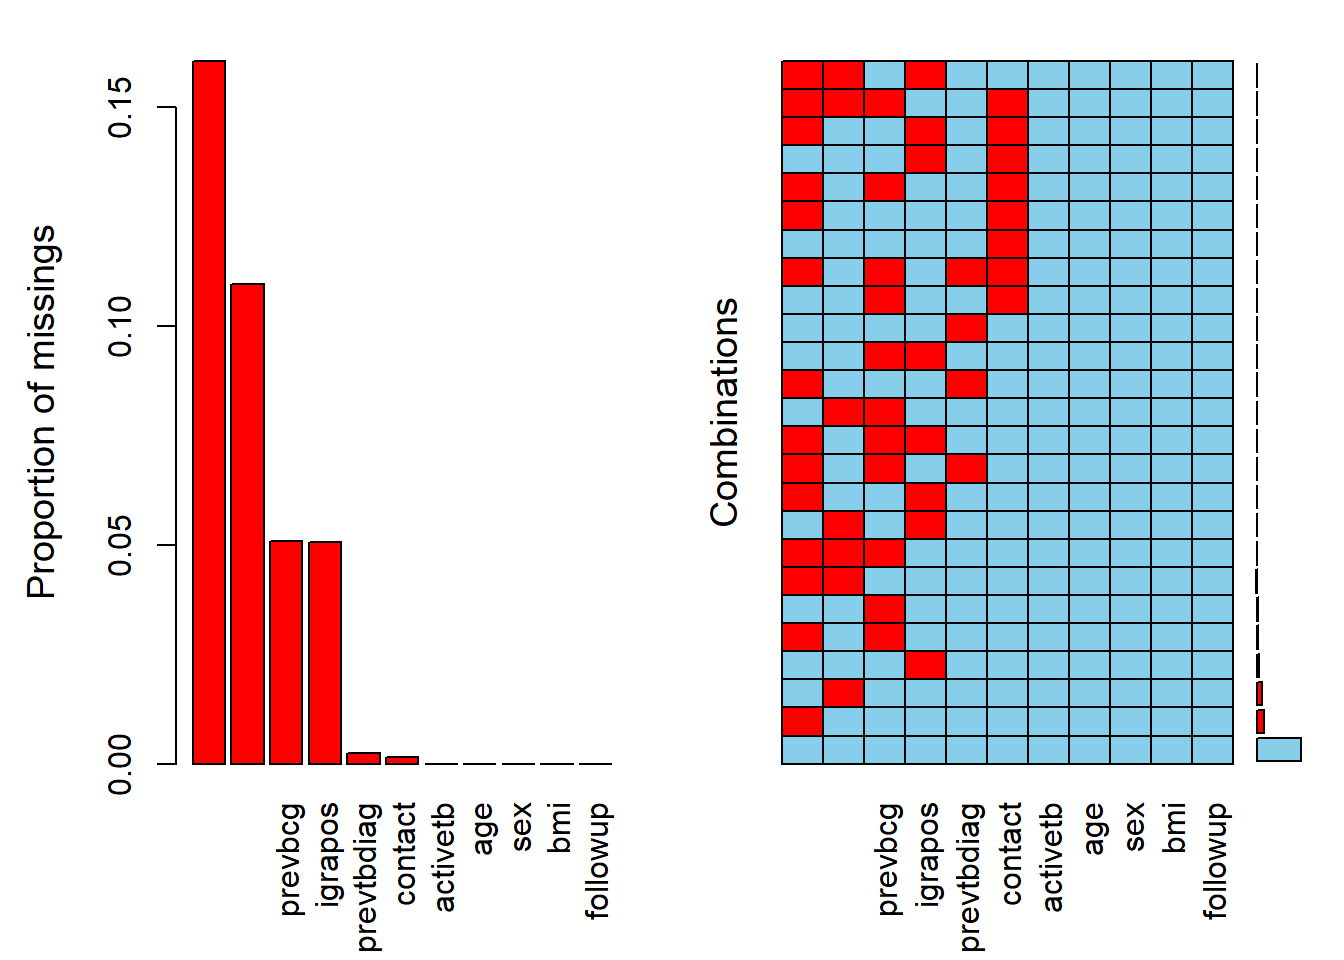 Proportion of missings
0.15
0.10
0.05
0.00
prevbcg
igrapos
prevtbdiag
contact
activetb
age
sex
bmi
followup
Combinations
prevbcg
igrapos
prevtbdiag
contact
activetb
age
sex
bmi
followup